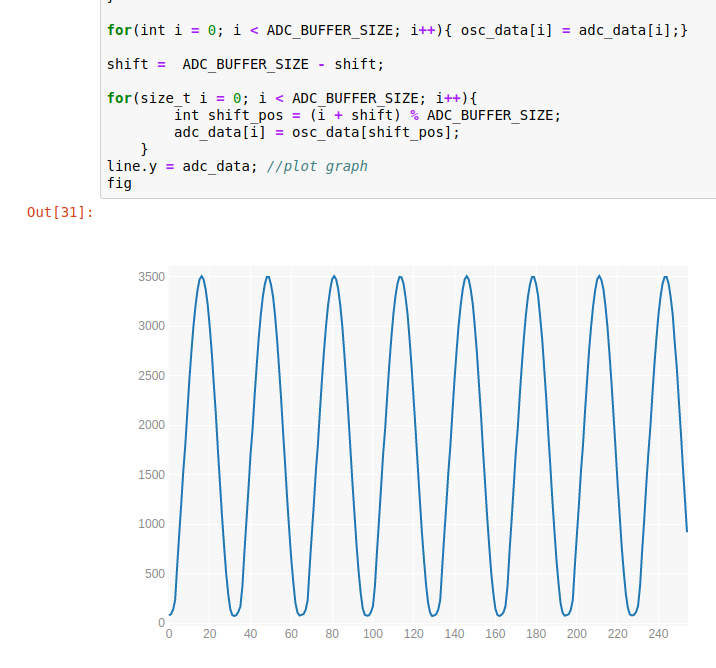 for(int i = 0; i < ADC_BUFFER_SIZE; i++){ osc_data[i] = adc_data[i];}
shift =  ADC_BUFFER_SIZE - shift;
for(size_t i = 0; i < ADC_BUFFER_SIZE; i++){
        int shift_pos = (i + shift) % ADC_BUFFER_SIZE;
        adc_data[i] = osc_data[shift_pos];
    }
line.y = adc_data; //plot graph
fig
Out[31]:
3500
3000
2500
2000
1500
1000
500
0
0 20 40 60 80 100 120 140 160 180 200 220 240